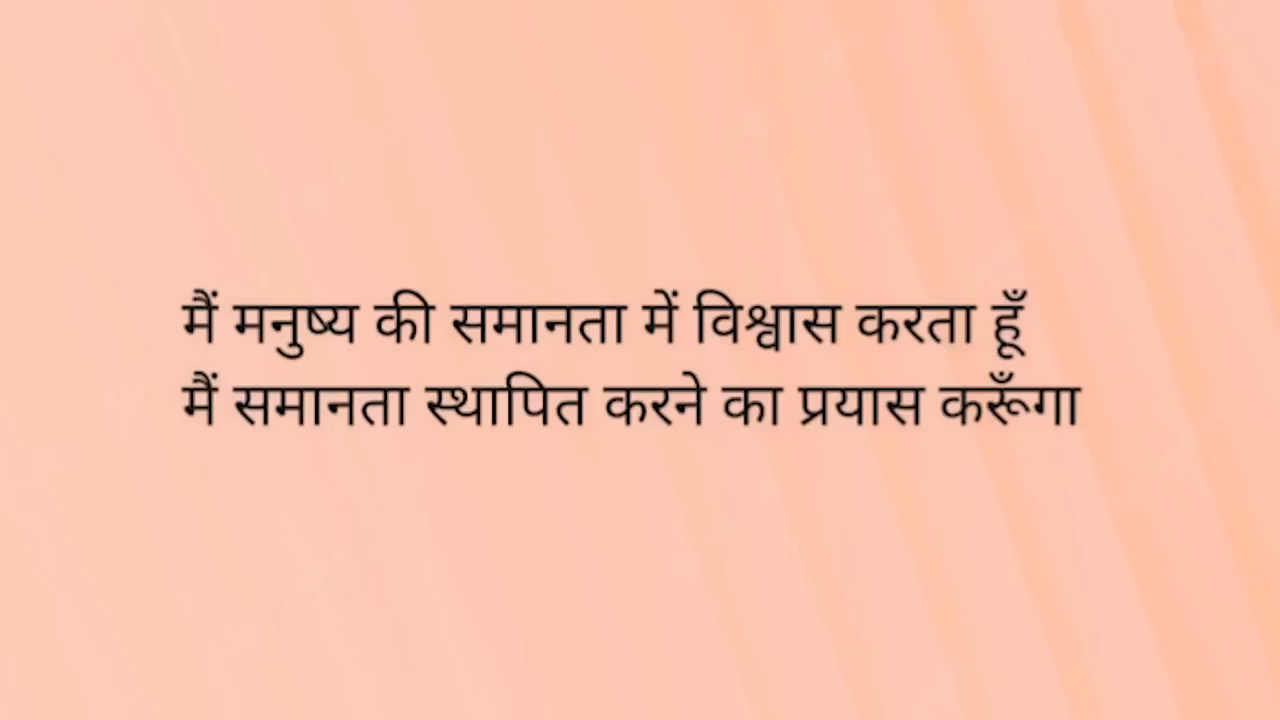 मैं मनुष्य की समानता में विश्वास करता हूँ
मैं समानता स्थापित करने का प्रयास करूँगा